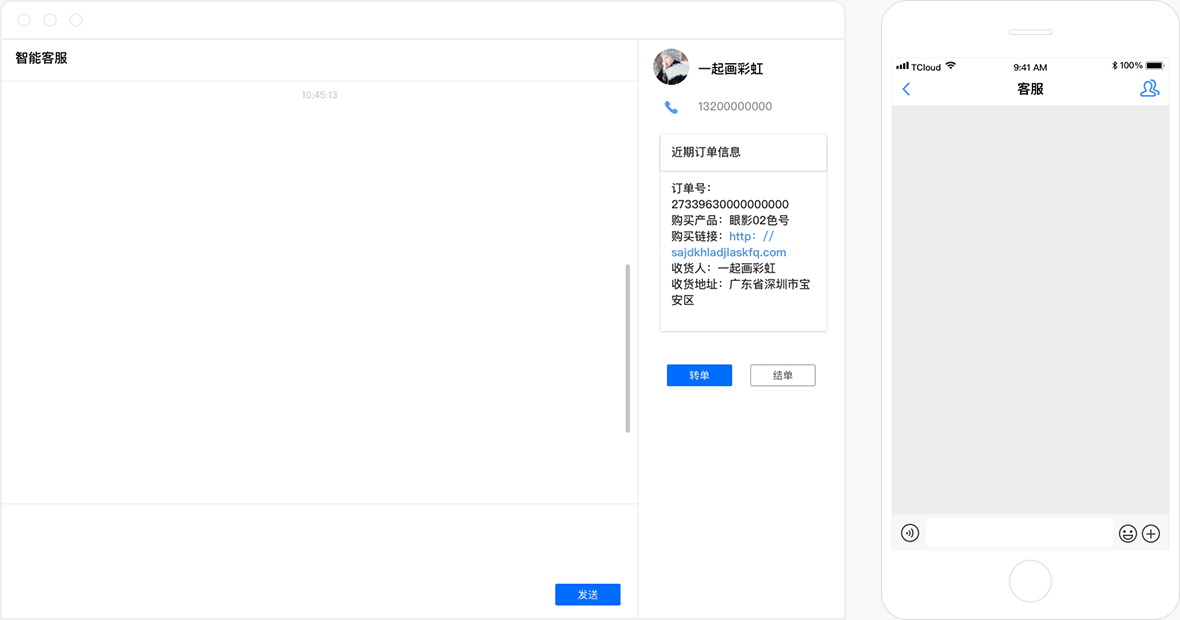 智能客服
10:45:13
发送
一起画彩虹
13200000000
近期订单信息
订单号：
27339630000000000
购买产品：眼影02色号
购买链接：http：//
sajdkhladjlaskfq.com
收货人：一起画彩虹
收货地址：广东省深圳市宝
安区
转单
结单
TCloud
9:41 AM
100%
客服